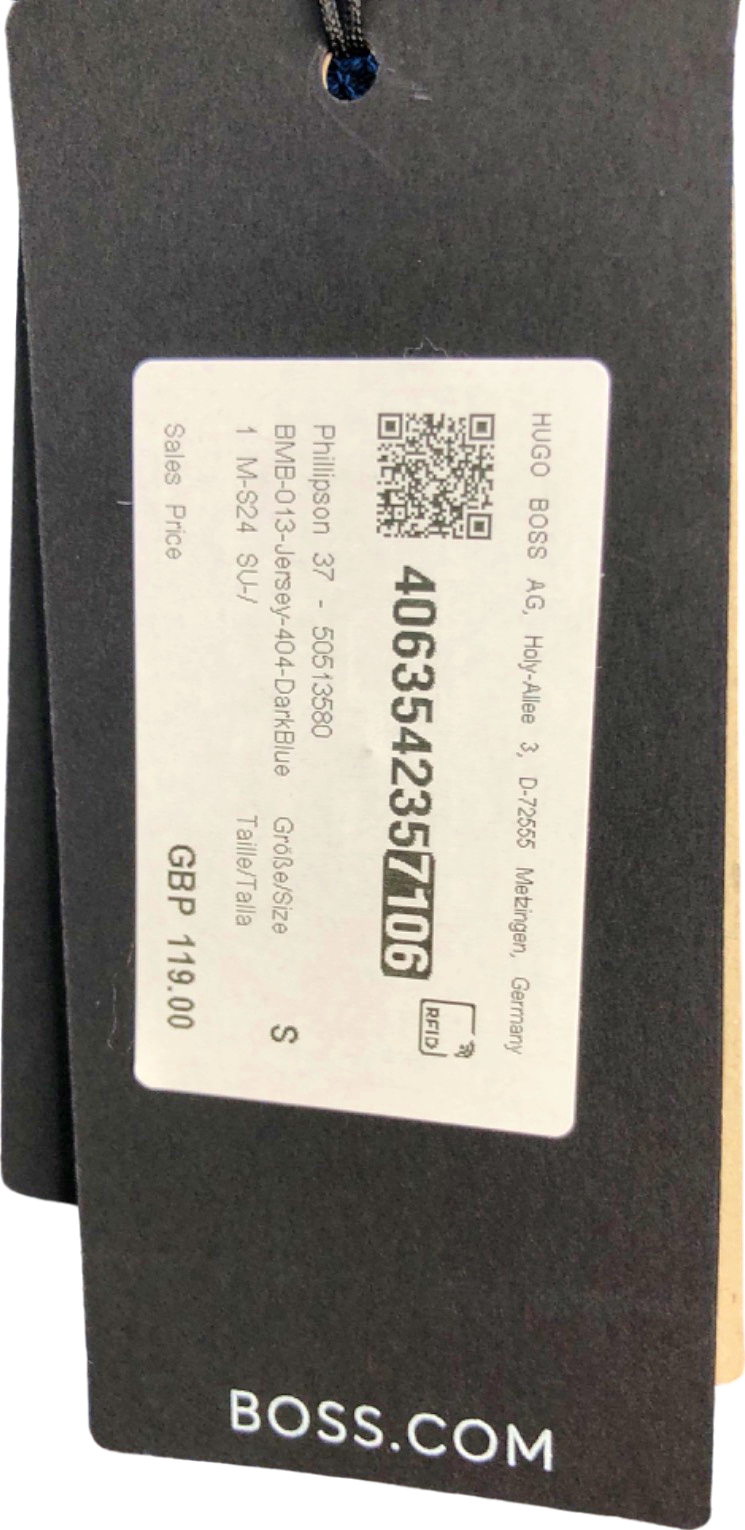 HUGO BOSS AG, Holy-Allee 3, D-72555 Metzingen, Germany
4063542357106
RFID
Phillipson 37 - 50513580
BMB-013-Jersey-404-DarkBlue Größe/Size S
1 M-S24 SU-/ Taille/Talla
Sales Price GBP 119.00
BOSS.COM